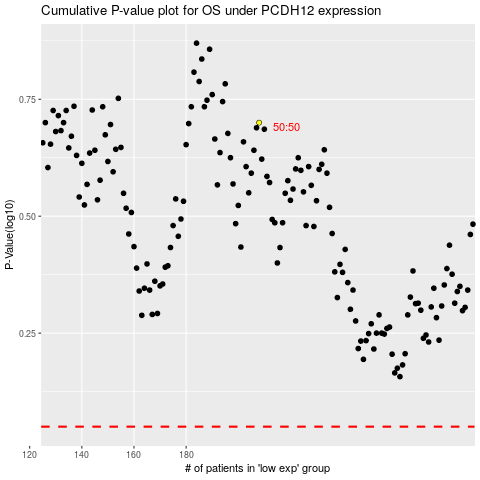 Cumulative P-value plot for OS under PCDH12 expression
P-Value(log10)
0.75
0.50
0.25
50:50
120 140 160 180
# of patients in 'low exp' group